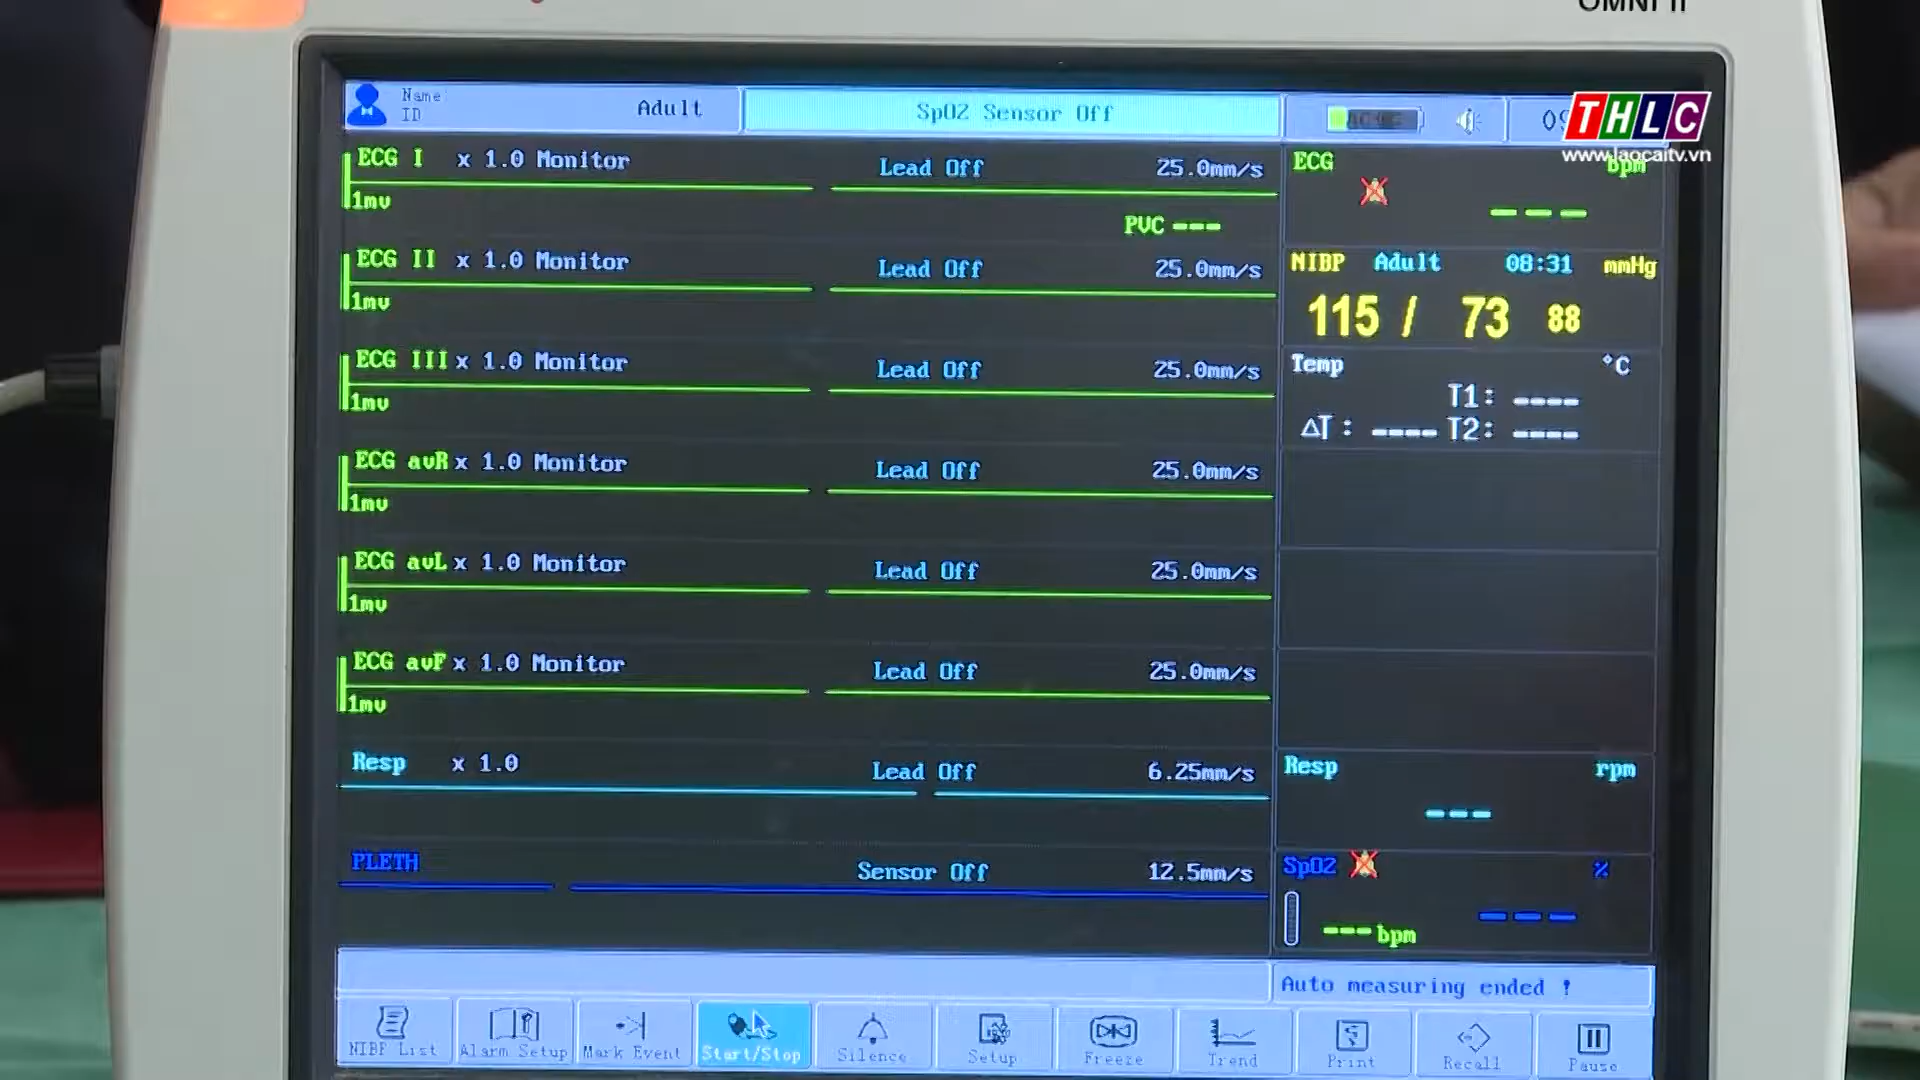 OMNI II
Name
ID
Adult
SpO2 Sensor Off
THLC
www.laocaitv.vn
ECG I x 1.0 Monitor Lead Off 25.0mm/s
1mv
PVC ---
ECG II x 1.0 Monitor Lead Off 25.0mm/s
1mv
ECG III x 1.0 Monitor Lead Off 25.0mm/s
1mv
ECG avR x 1.0 Monitor Lead Off 25.0mm/s
1mv
ECG avL x 1.0 Monitor Lead Off 25.0mm/s
1mv
ECG avF x 1.0 Monitor Lead Off 25.0mm/s
1mv
Resp x 1.0 Lead Off 6.25mm/s
PLETH Sensor Off 12.5mm/s
ECG bpm
---
NIBP Adult 08:31 mmHg
115 / 73 88
Temp °C
T1: ----
ΔT : ---- T2: ----
Resp rpm
---
SpO2 %
---
--- bpm
Auto measuring ended !
NIBP List
Alarm Setup
Mark Event
Start/Stop
Silence
Setup
Freeze
Trend
Print
Recall
Pause